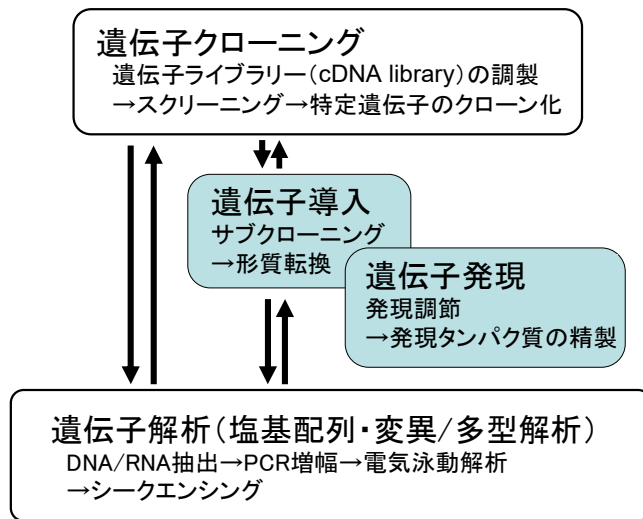 遺伝子クローニング
遺伝子ライブラリー(cDNA library)の調製
→スクリーニング→特定遺伝子のクローン化
遺伝子導入
サブクローニング
→形質転換
遺伝子発現
発現調節
→発現タンパク質の精製
遺伝子解析(塩基配列・変異/多型解析)
DNA/RNA抽出→PCR増幅→電気泳動解析
→シークエンシング